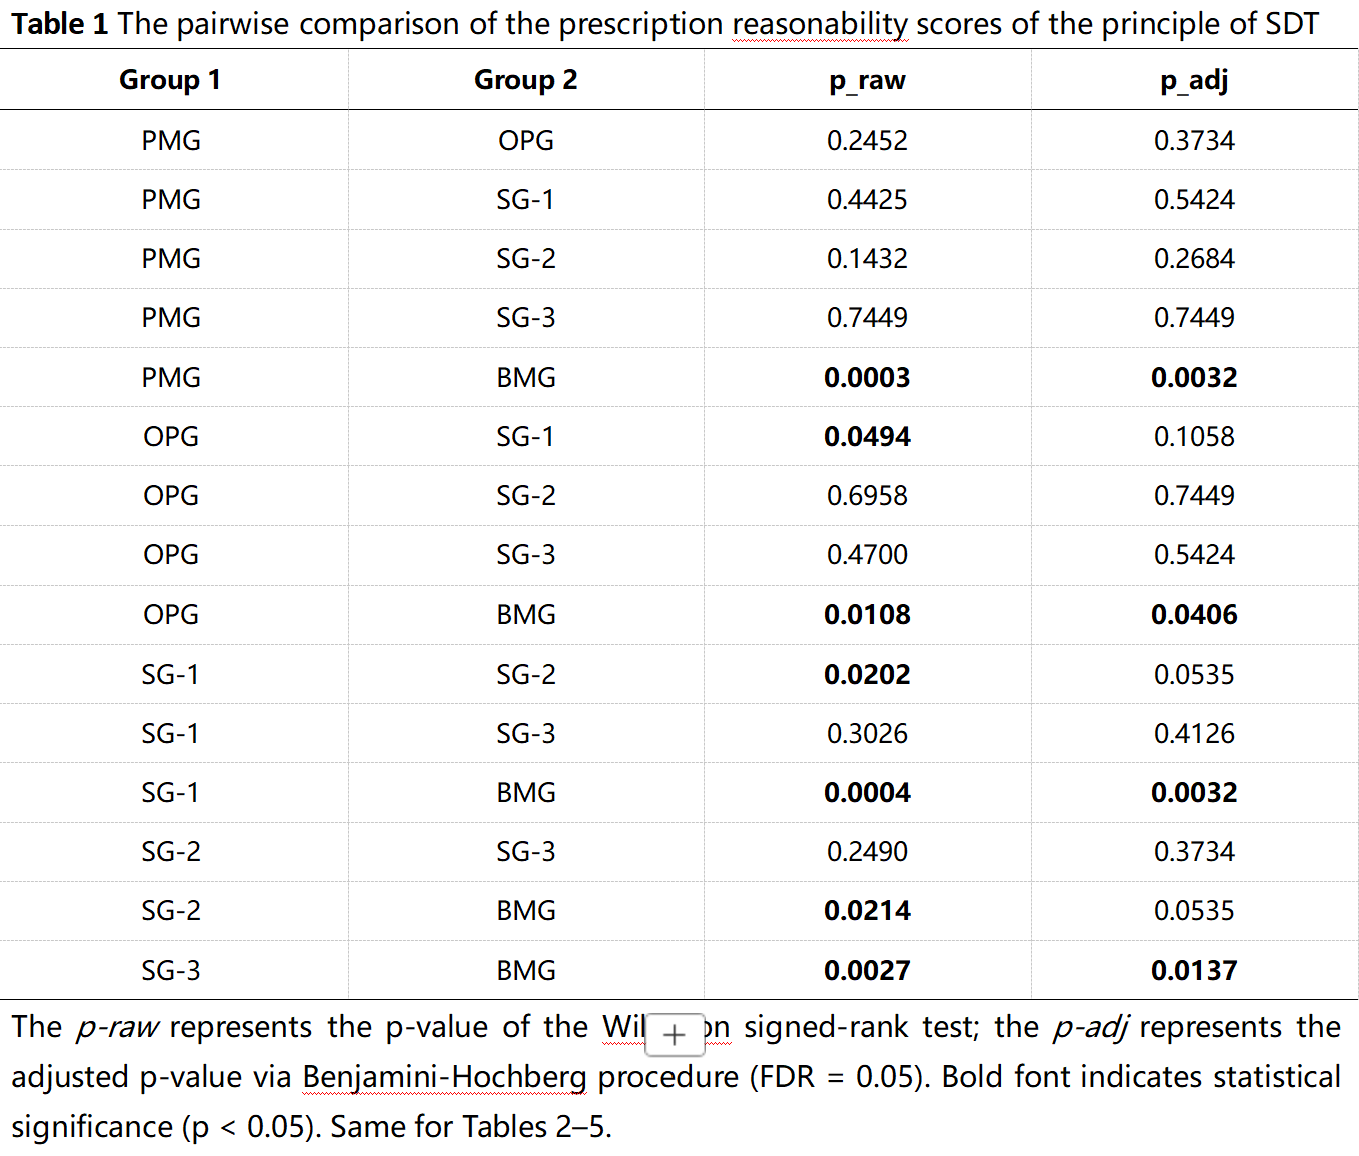 Table 1 The pairwise comparison of the prescription reasonability scores of the principle of SDT
Group 1 Group 2 p_raw p_adj
PMG OPG 0.2452 0.3734
PMG SG-1 0.4425 0.5424
PMG SG-2 0.1432 0.2684
PMG SG-3 0.7449 0.7449
PMG BMG 0.0003 0.0032
OPG SG-1 0.0494 0.1058
OPG SG-2 0.6958 0.7449
OPG SG-3 0.4700 0.5424
OPG BMG 0.0108 0.0406
SG-1 SG-2 0.0202 0.0535
SG-1 SG-3 0.3026 0.4126
SG-1 BMG 0.0004 0.0032
SG-2 SG-3 0.2490 0.3734
SG-2 BMG 0.0214 0.0535
SG-3 BMG 0.0027 0.0137
The p-raw represents the p-value of the signed-rank test; the p-adj represents the
adjusted p-value via Benjamini-Hochberg procedure (FDR = 0.05). Bold font indicates statistical
significance (p < 0.05). Same for Tables 2–5.